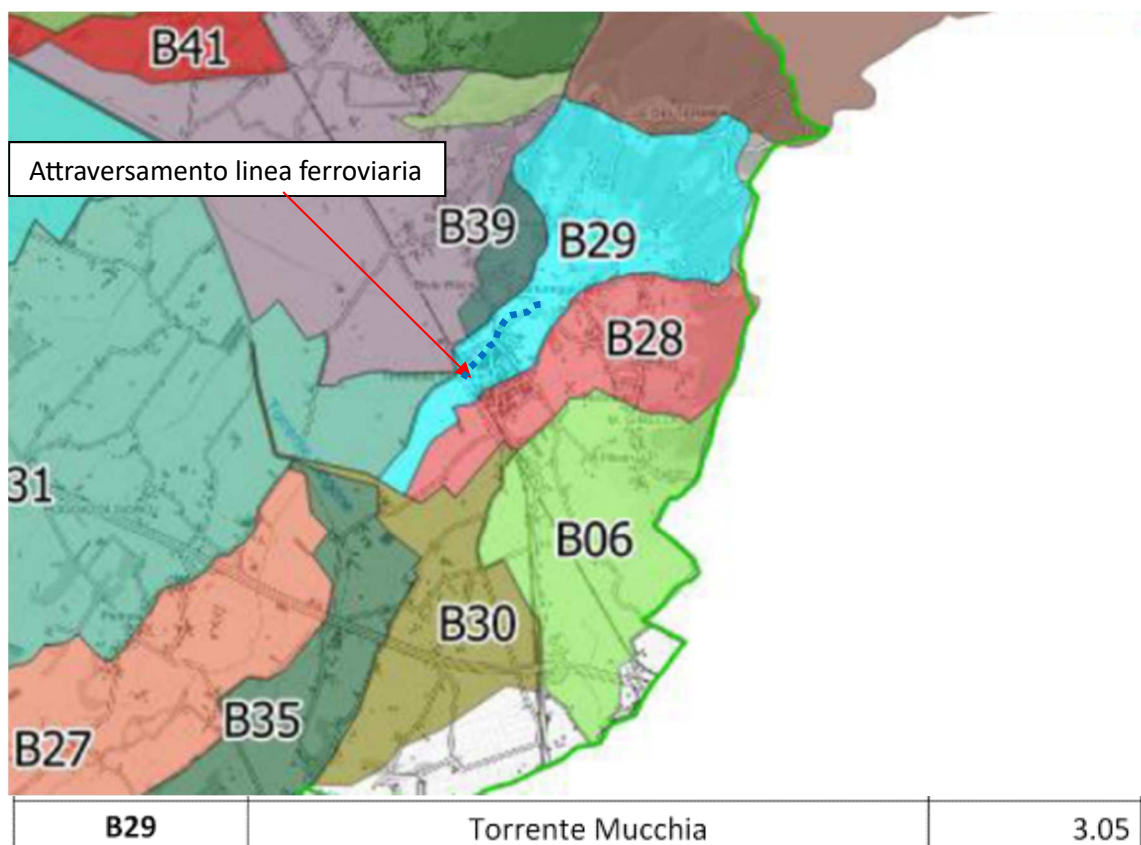 B41
Attraversamento linea ferroviaria
B39
B29
B28
31
B06
B30
B35
B27
B29 Torrente Mucchia 3.05